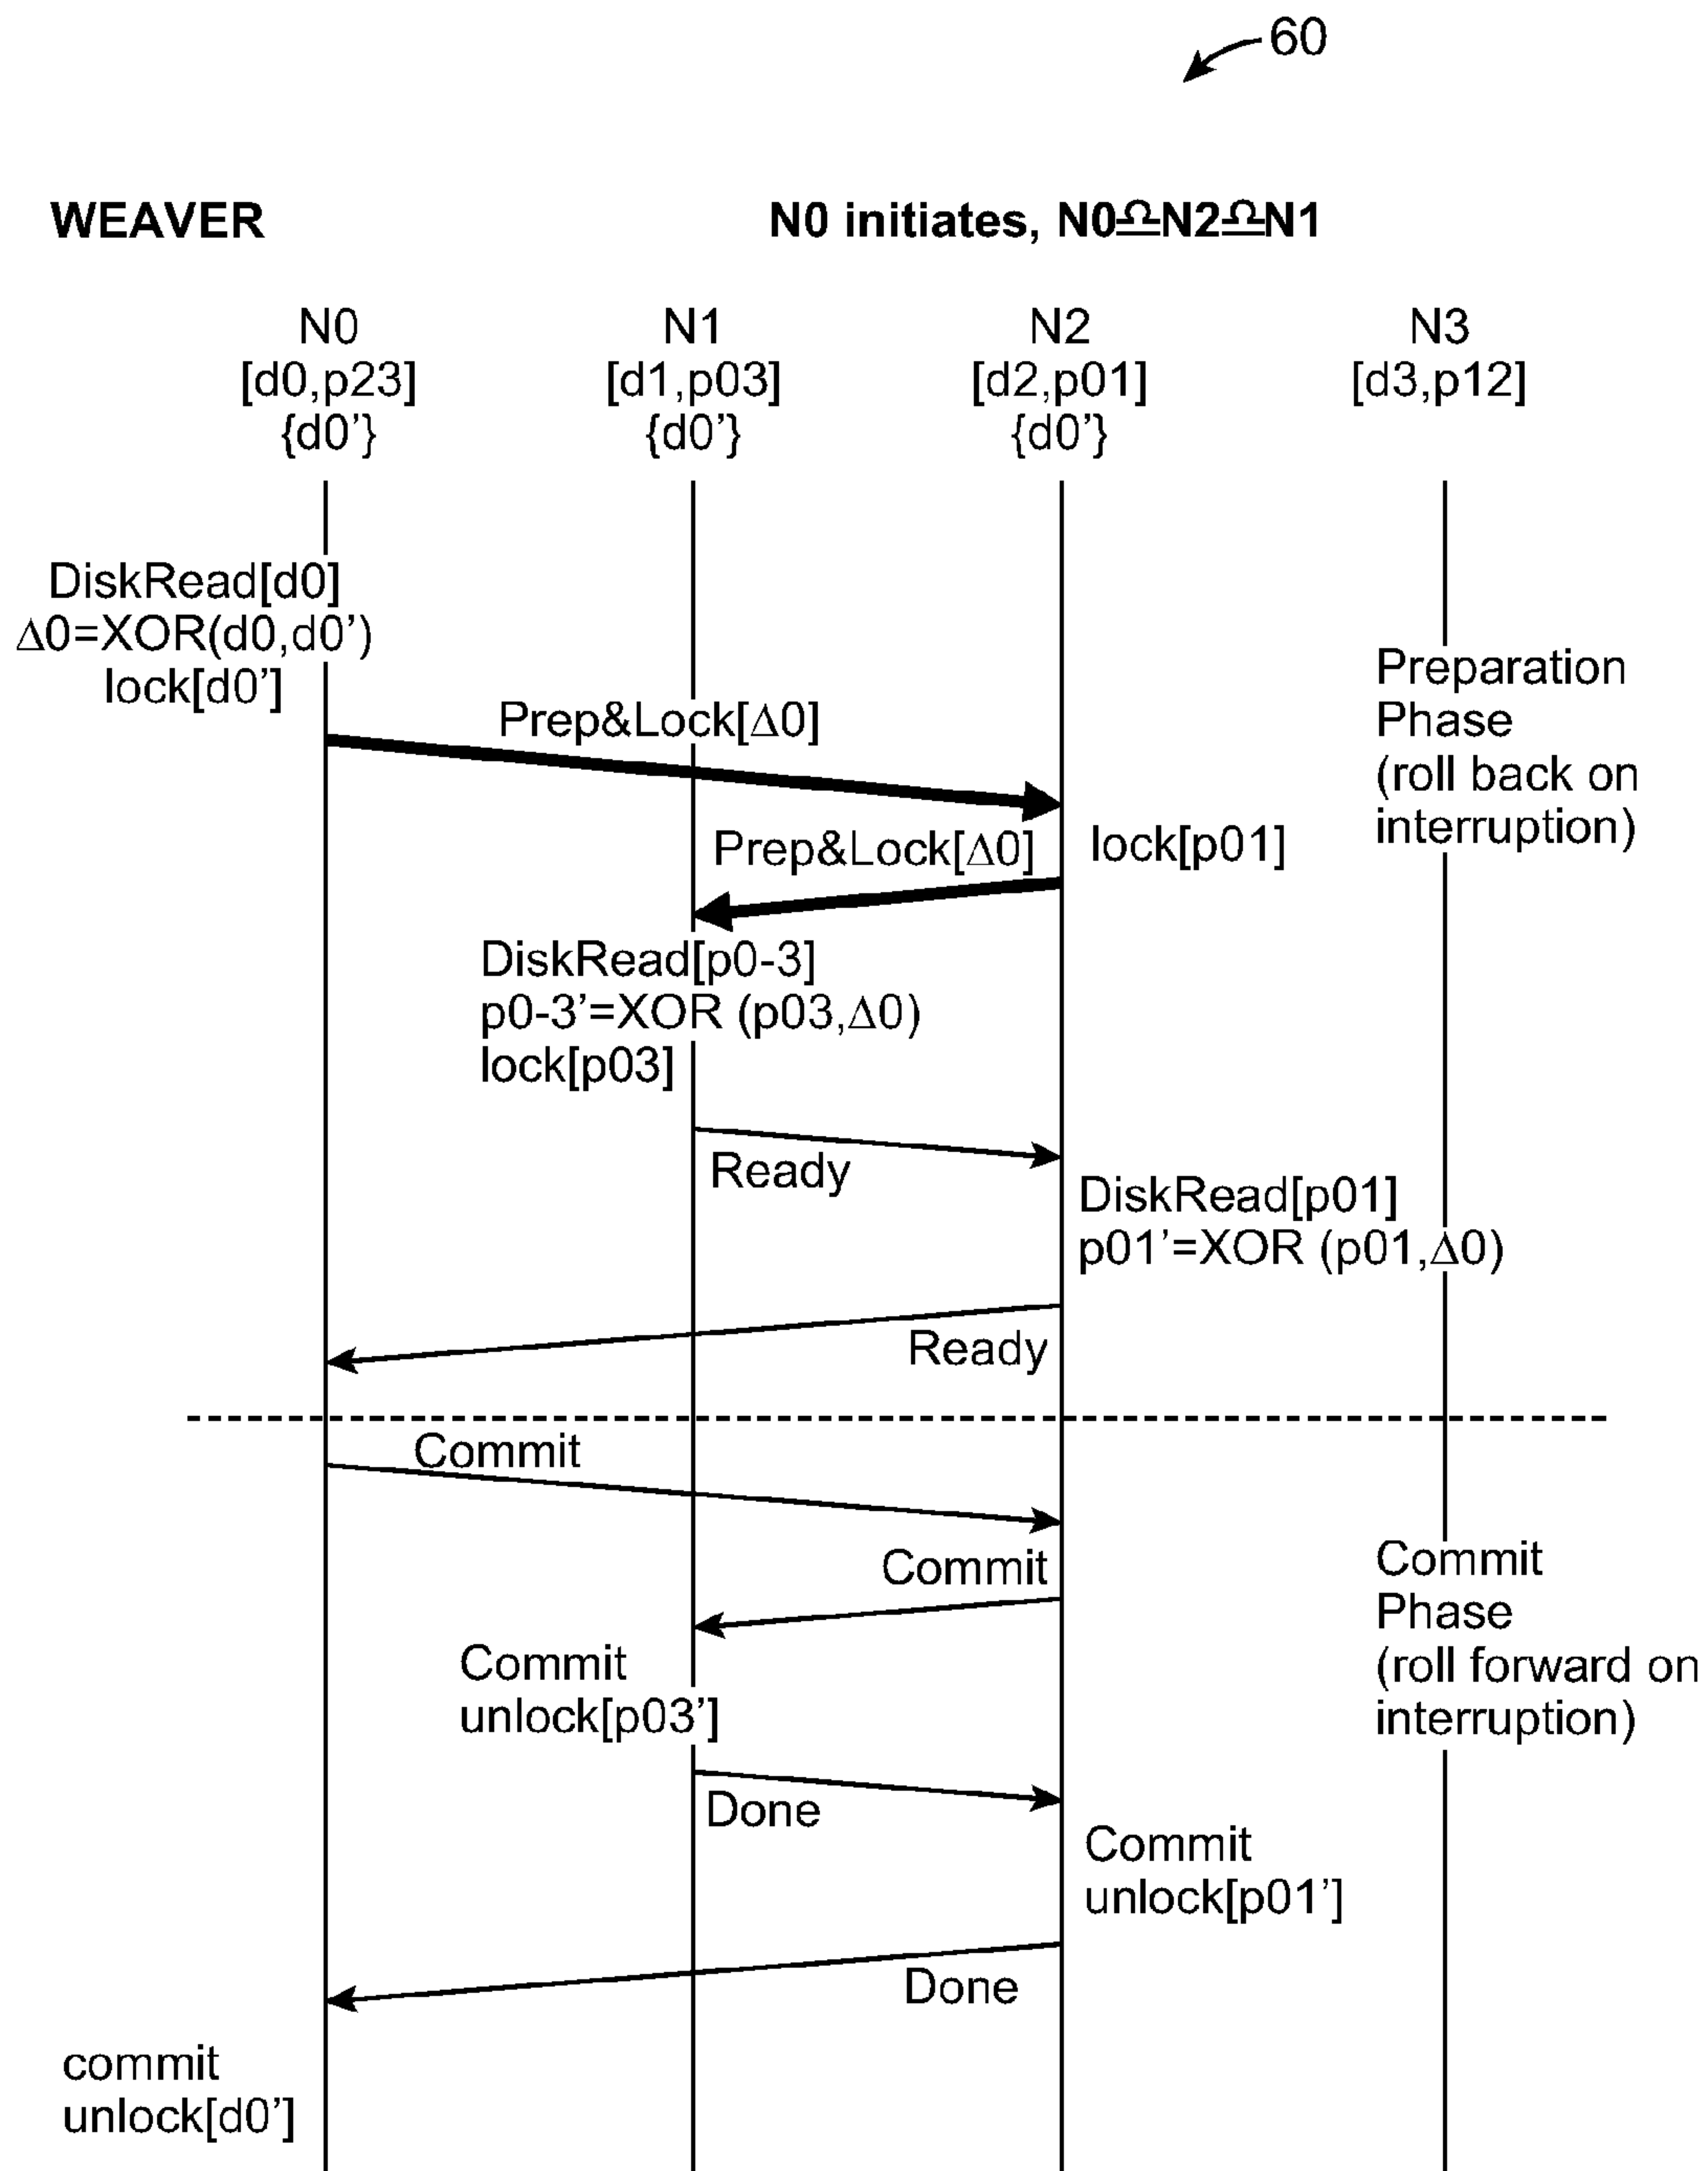 60
WEAVER
N0 initiates, N0♎N2♎N1
N0
[d0,p23]
{d0’}
N1
[d1,p03]
{d0’}
N2
[d2,p01]
{d0’}
N3
[d3,p12]
DiskRead[d0]
Δ0=XOR(d0,d0’)
lock[d0’]
Preparation
Phase
(roll back on
interruption)
Prep&Lock[Δ0]
lock[p01]
Prep&Lock[Δ0]
DiskRead[p0-3]
p0-3’=XOR (p03,Δ0)
lock[p03]
Ready
DiskRead[p01]
p01’=XOR (p01,Δ0)
Ready
Commit
Commit
Commit
Phase
(roll forward on
interruption)
Commit
unlock[p03’]
Done
Commit
unlock[p01’]
Done
commit
unlock[d0’]